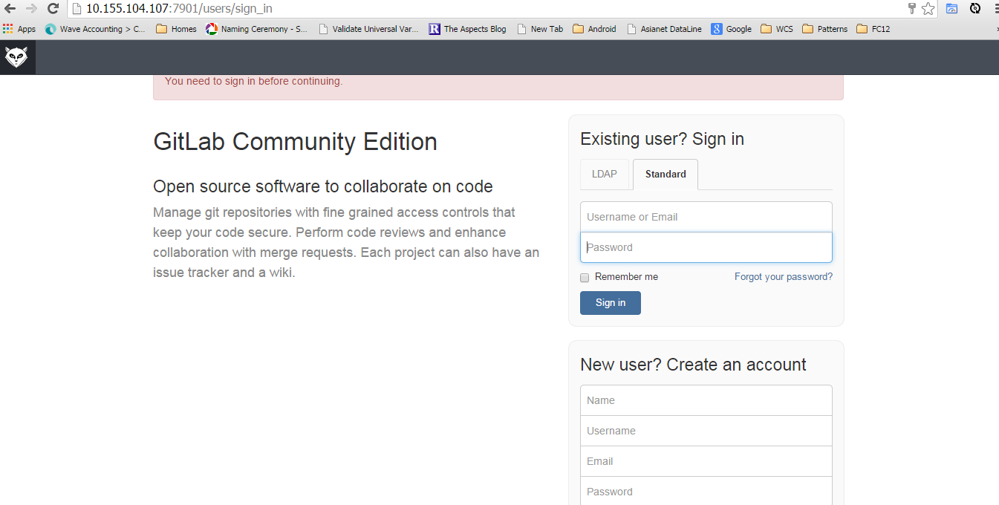 10.155.104.107:7901/users/sign_in
Apps Wave Accounting > C... Homes Naming Ceremony - S... Validate Universal Var... The Aspects Blog New Tab Android Asianet DataLine Google WCS Patterns FC12
You need to sign in before continuing.
GitLab Community Edition
Open source software to collaborate on code
Manage git repositories with fine grained access controls that
keep your code secure. Perform code reviews and enhance
collaboration with merge requests. Each project can also have an
issue tracker and a wiki.
Existing user? Sign in
LDAP Standard
Username or Email
Password
Remember me Forgot your password?
Sign in
New user? Create an account
Name
Username
Email
Password